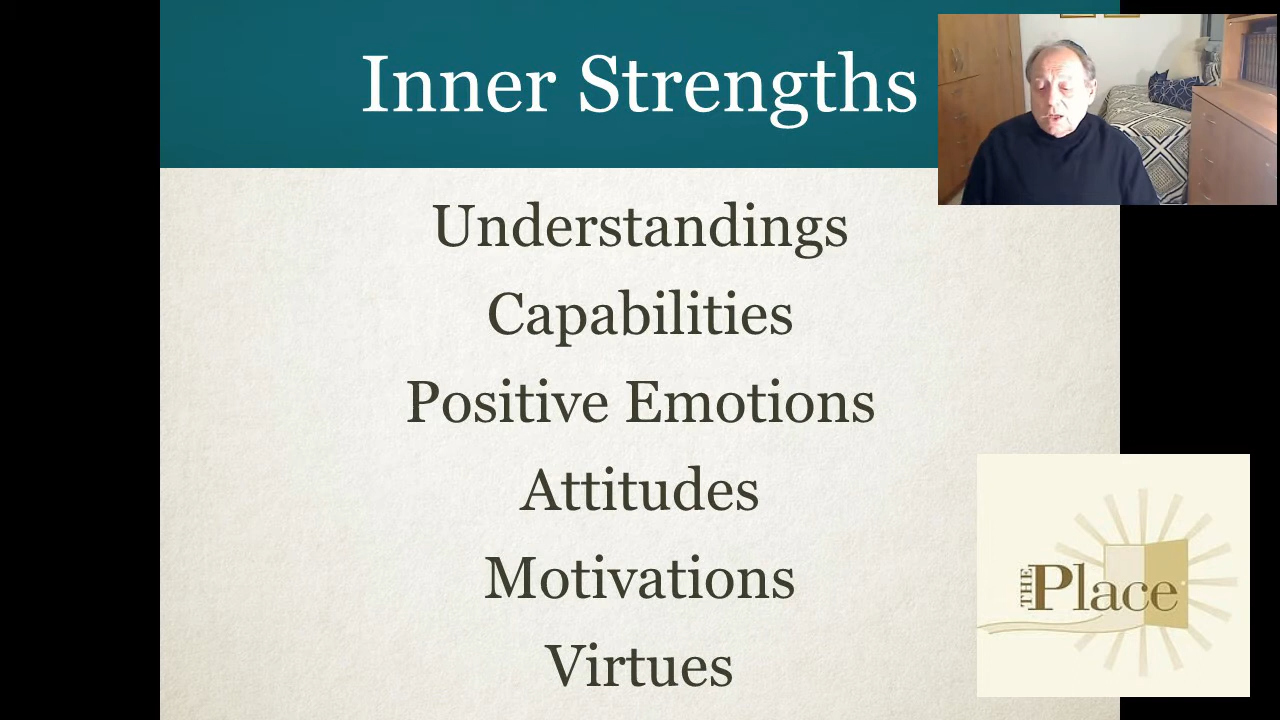 Inner Strengths
Understandings
Capabilities
Positive Emotions
Attitudes
Motivations
Virtues
THE Place